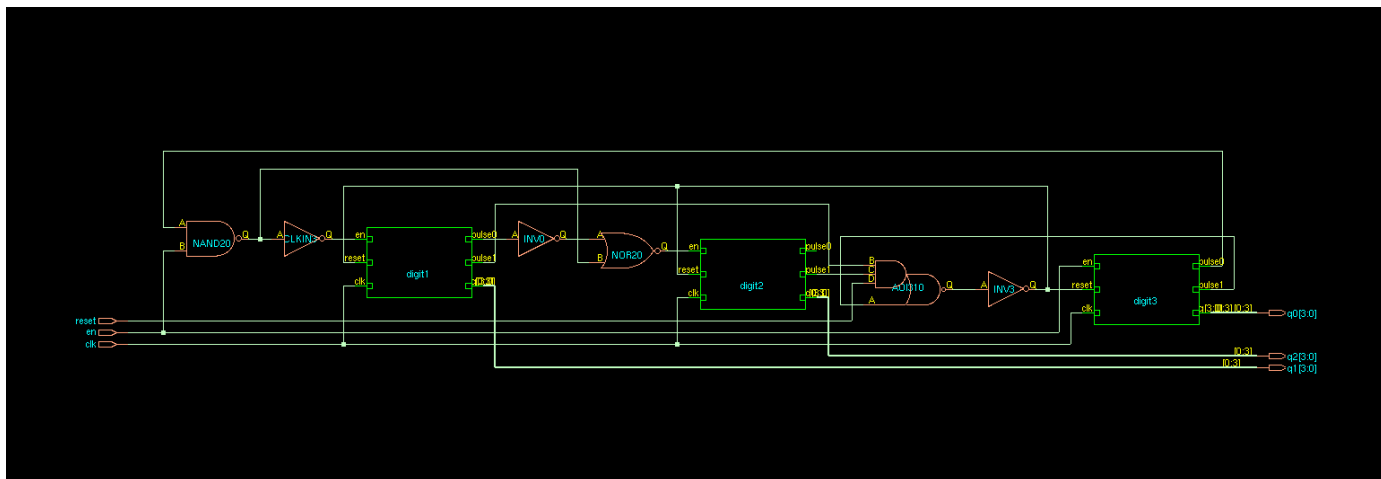 A
B
NAND20
Q
A
Q
en
reset
clk
pulse0
pulse1
digit1
A
INV0
Q
A
B
NOR20
Q
en
reset
clk
pulse0
pulse1
digit2
B
C
D
A
AOI310
Q
A
INV3
Q
en
reset
clk
pulse0
pulse1
digit3
reset
en
clk
[0:3]
q0[3:0]
[0:3]
q2[3:0]
[0:3]
q1[3:0]